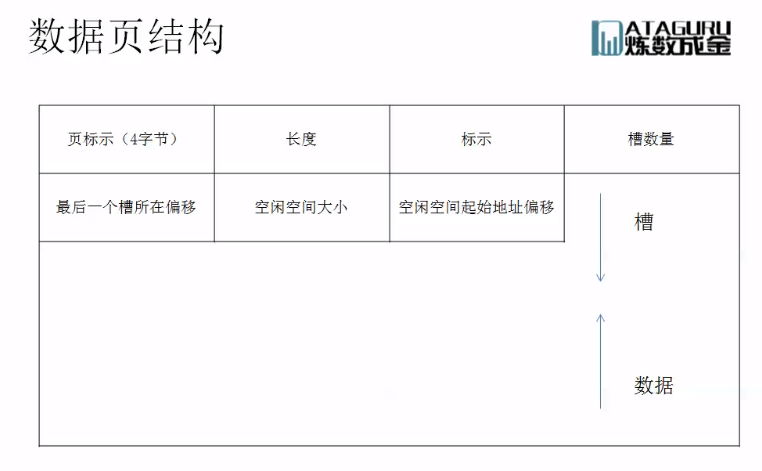 数据页结构
DATAGURU
炼数成金
页标示（4字节）
长度
标示
槽数量
最后一个槽所在偏移
空闲空间大小
空闲空间起始地址偏移
槽
数据